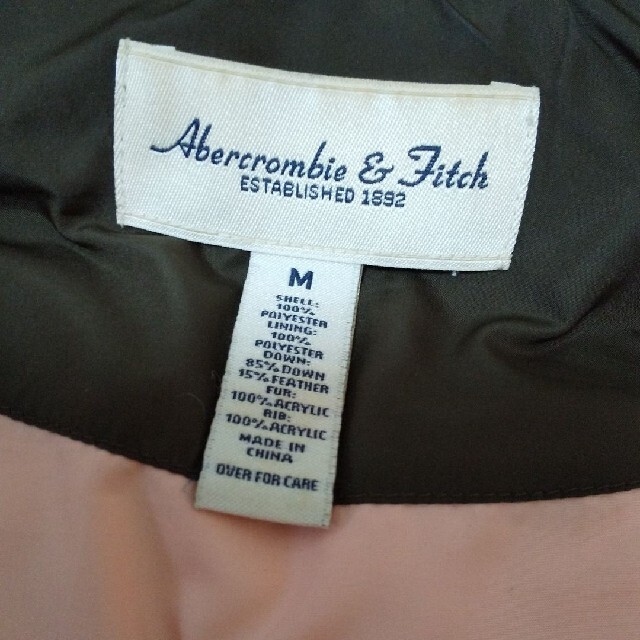 Abercrombie & Fitch
ESTABLISHED 1892
M
SHELL:
100%
POLYESTER
LINING:
100%
POLYESTER
DOWN:
85% DOWN
15% FEATHER
FUR:
100% ACRYLIC
RIB:
100% ACRYLIC
MADE IN
CHINA
OVER FOR CARE